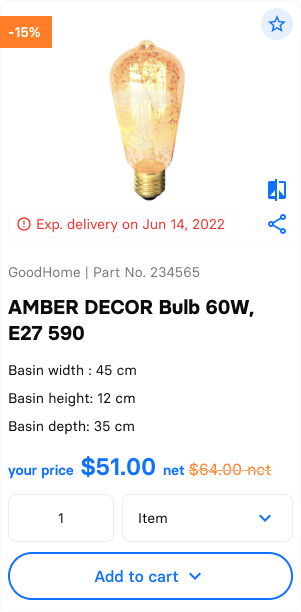 -15%
Exp. delivery on Jun 14, 2022
GoodHome | Part No. 234565
AMBER DECOR Bulb 60W,
E27 590
Basin width : 45 cm
Basin height: 12 cm
Basin depth: 35 cm
your price $51.00 net $64.00 net
1 Item
Add to cart